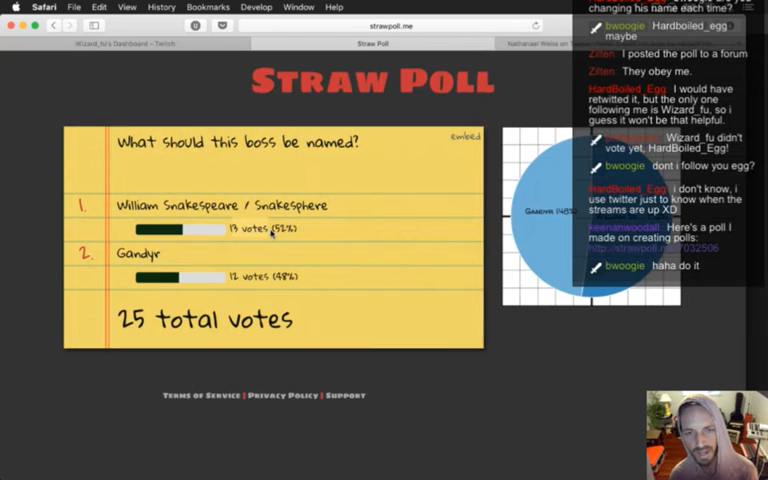 Safari File Edit View History Bookmarks Develop Window Help
strawpoll.me
Wizard_fu's Dashboard - Twitch
Straw Poll
Nathanael Weiss on
STRAW POLL
What should this boss be named?
embed
1. William Snakespeare / Snakesphere
13 votes (52%)
2. Gandyr
12 votes (48%)
25 total votes
Gandyr (48%)
TERMS OF SERVICE | PRIVACY POLICY | SUPPORT
changing his name each time?
bwoogie Hardboiled_egg
maybe
Zilten I posted the poll to a forum
Zilten They obey me.
HardBoiled_Egg I would have
retwitted it, but the only one
following me is Wizard_fu, so i
guess it won't be that helpful.
Wizard_fu didn't
vote yet, HardBoiled_Egg!
bwoogie dont i follow you egg?
HardBoiled_Egg i don't know, i
use twitter just to know when the
streams are up XD
keenanwoodall Here's a poll I
made on creating polls:
bwoogie haha do it